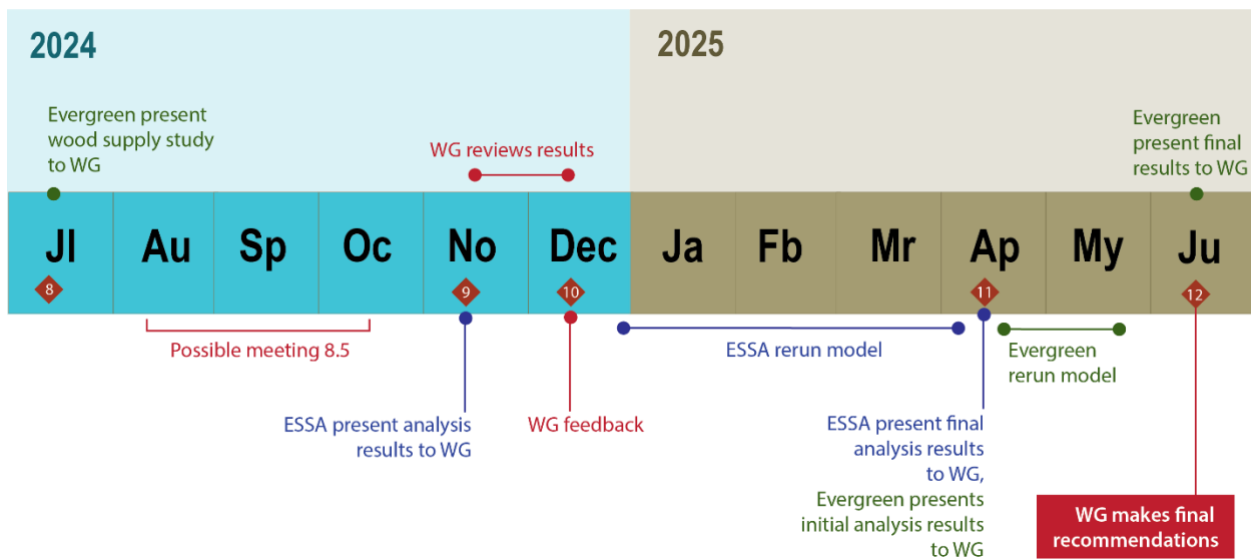 2024
2025
Evergreen present
wood supply study
to WG
WG reviews results
Evergreen
present final
results to WG
Jl
Au
Sp
Oc
No
Dec
Ja
Fb
Mr
Ap
My
Ju
8
9
10
11
12
Possible meeting 8.5
ESSA rerun model
Evergreen
rerun model
ESSA present analysis
results to WG
WG feedback
ESSA present final
analysis results
to WG,
Evergreen presents
initial analysis results
to WG
WG makes final
recommendations